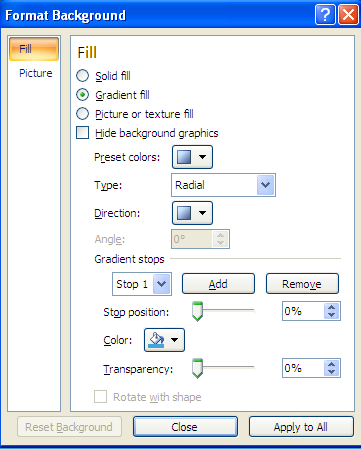 Format Background
Fill
Picture
Fill
Solid fill
Gradient fill
Picture or texture fill
Hide background graphics
Preset colors:
Type: Radial
Direction:
Angle: 0°
Gradient stops
Stop 1 Add Remove
Stop position: 0%
Color:
Transparency: 0%
Rotate with shape
Reset Background Close Apply to All